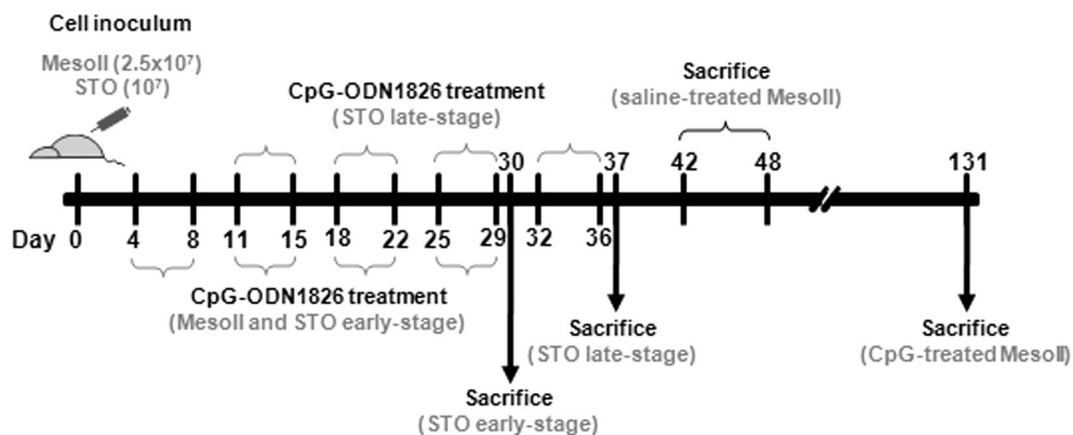 Cell inoculum
MesoII (2.5x10⁷)
STO (10⁷)
CpG-ODN1826 treatment
(STO late-stage)
Sacrifice
(saline-treated MesoII)
30 37 42 48 131
Day 0 4 8 11 15 18 22 25 29 32 36
CpG-ODN1826 treatment
(MesoII and STO early-stage)
Sacrifice
(STO late-stage)
Sacrifice
(CpG-treated MesoII)
Sacrifice
(STO early-stage)